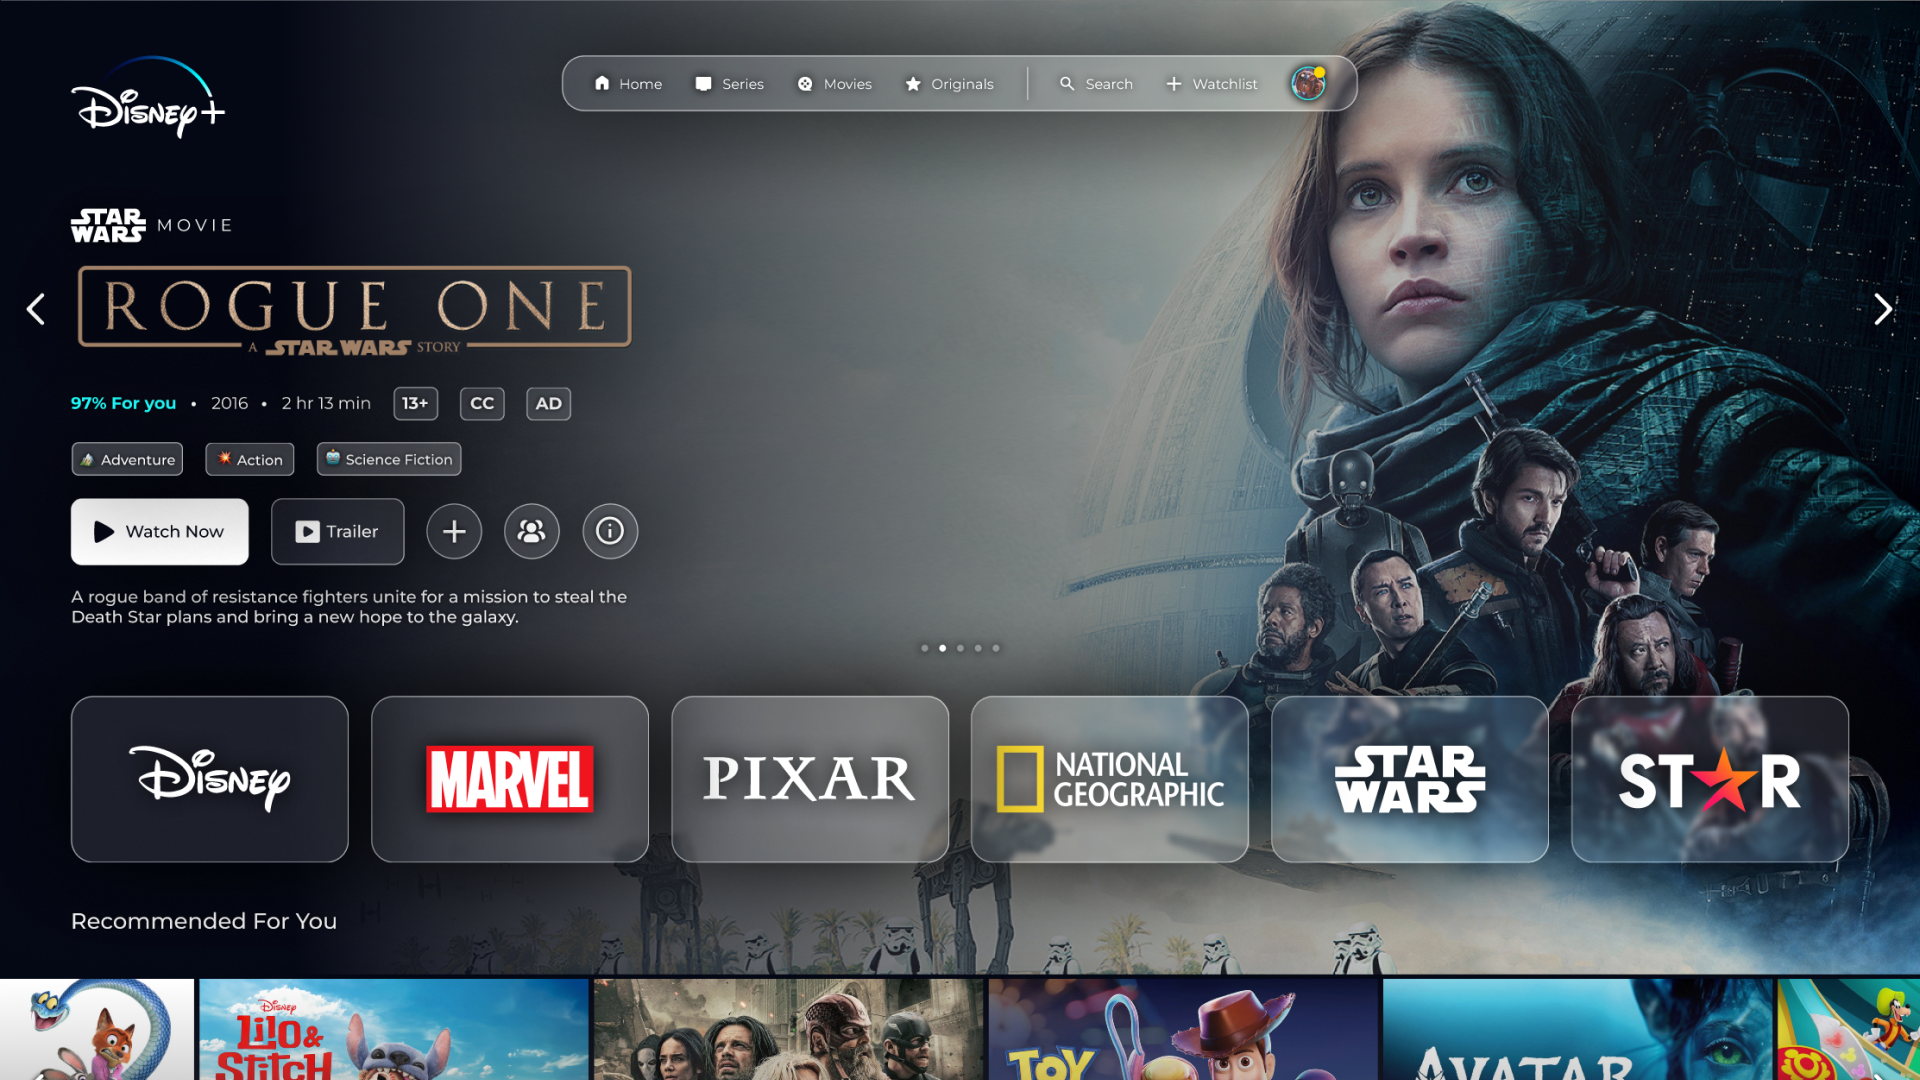 Disney+
Home Series Movies Originals Search Watchlist
STAR WARS MOVIE
ROGUE ONE
A STAR WARS STORY
97% For you • 2016 • 2 hr 13 min 13+ CC AD
Adventure Action Science Fiction
Watch Now Trailer
A rogue band of resistance fighters unite for a mission to steal the
Death Star plans and bring a new hope to the galaxy.
Disney
MARVEL
PIXAR
NATIONAL
GEOGRAPHIC
STAR
WARS
STAR
Recommended For You
Disney
Lilo &
Stitch
TOY
AVATAR